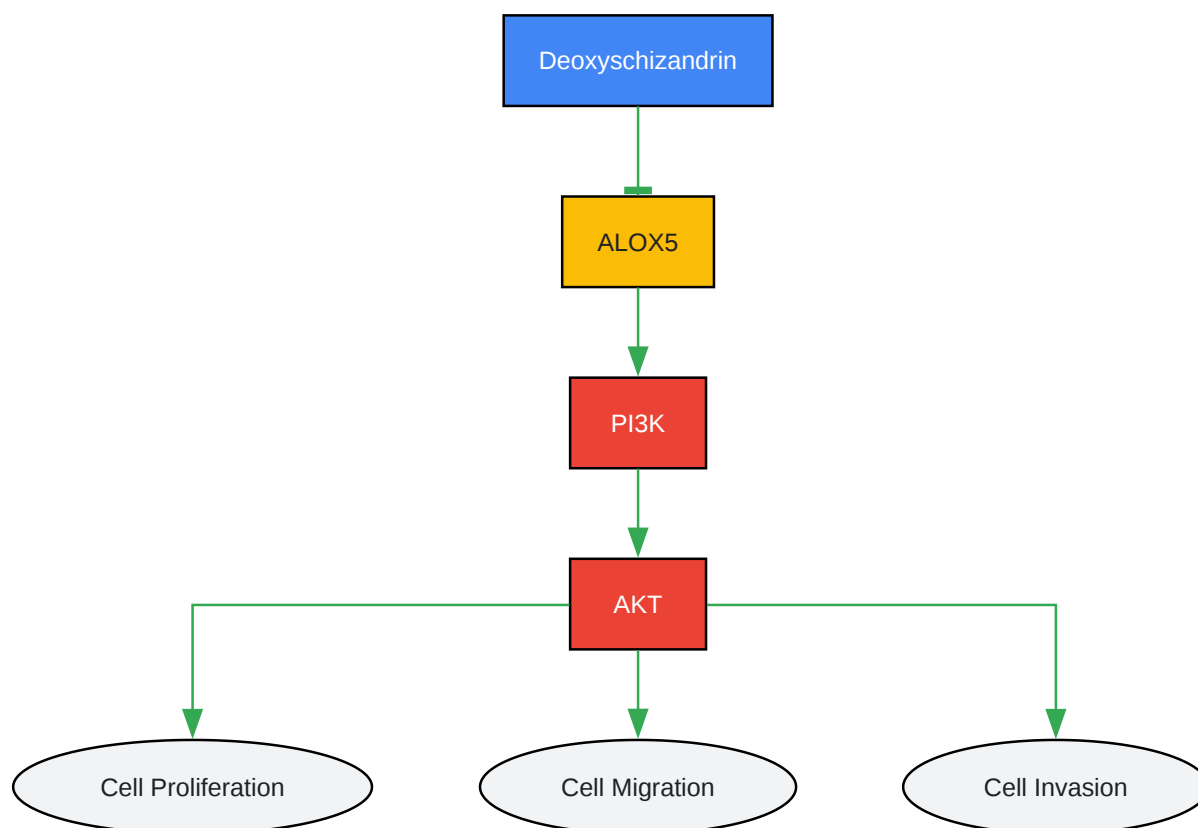 Deoxyschizandrin
ALOX5
PI3K
AKT
Cell Proliferation
Cell Migration
Cell Invasion